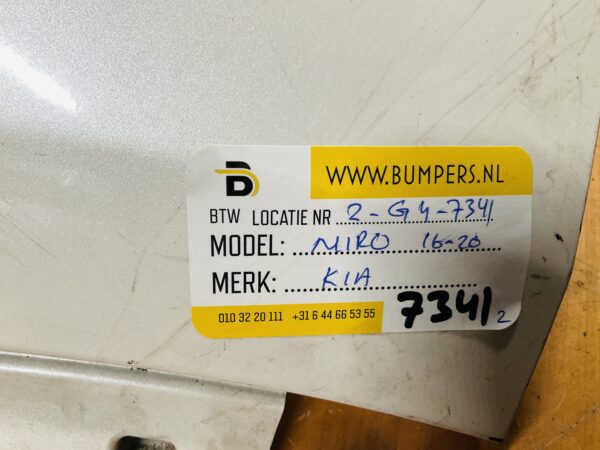 B
WWW.BUMPERS.NL
BTW LOCATIE NR 2-G4-7341
MODEL: NIRO 16-20
MERK: KIA
010 32 20 111 +31 6 44 66 53 55
7341 2